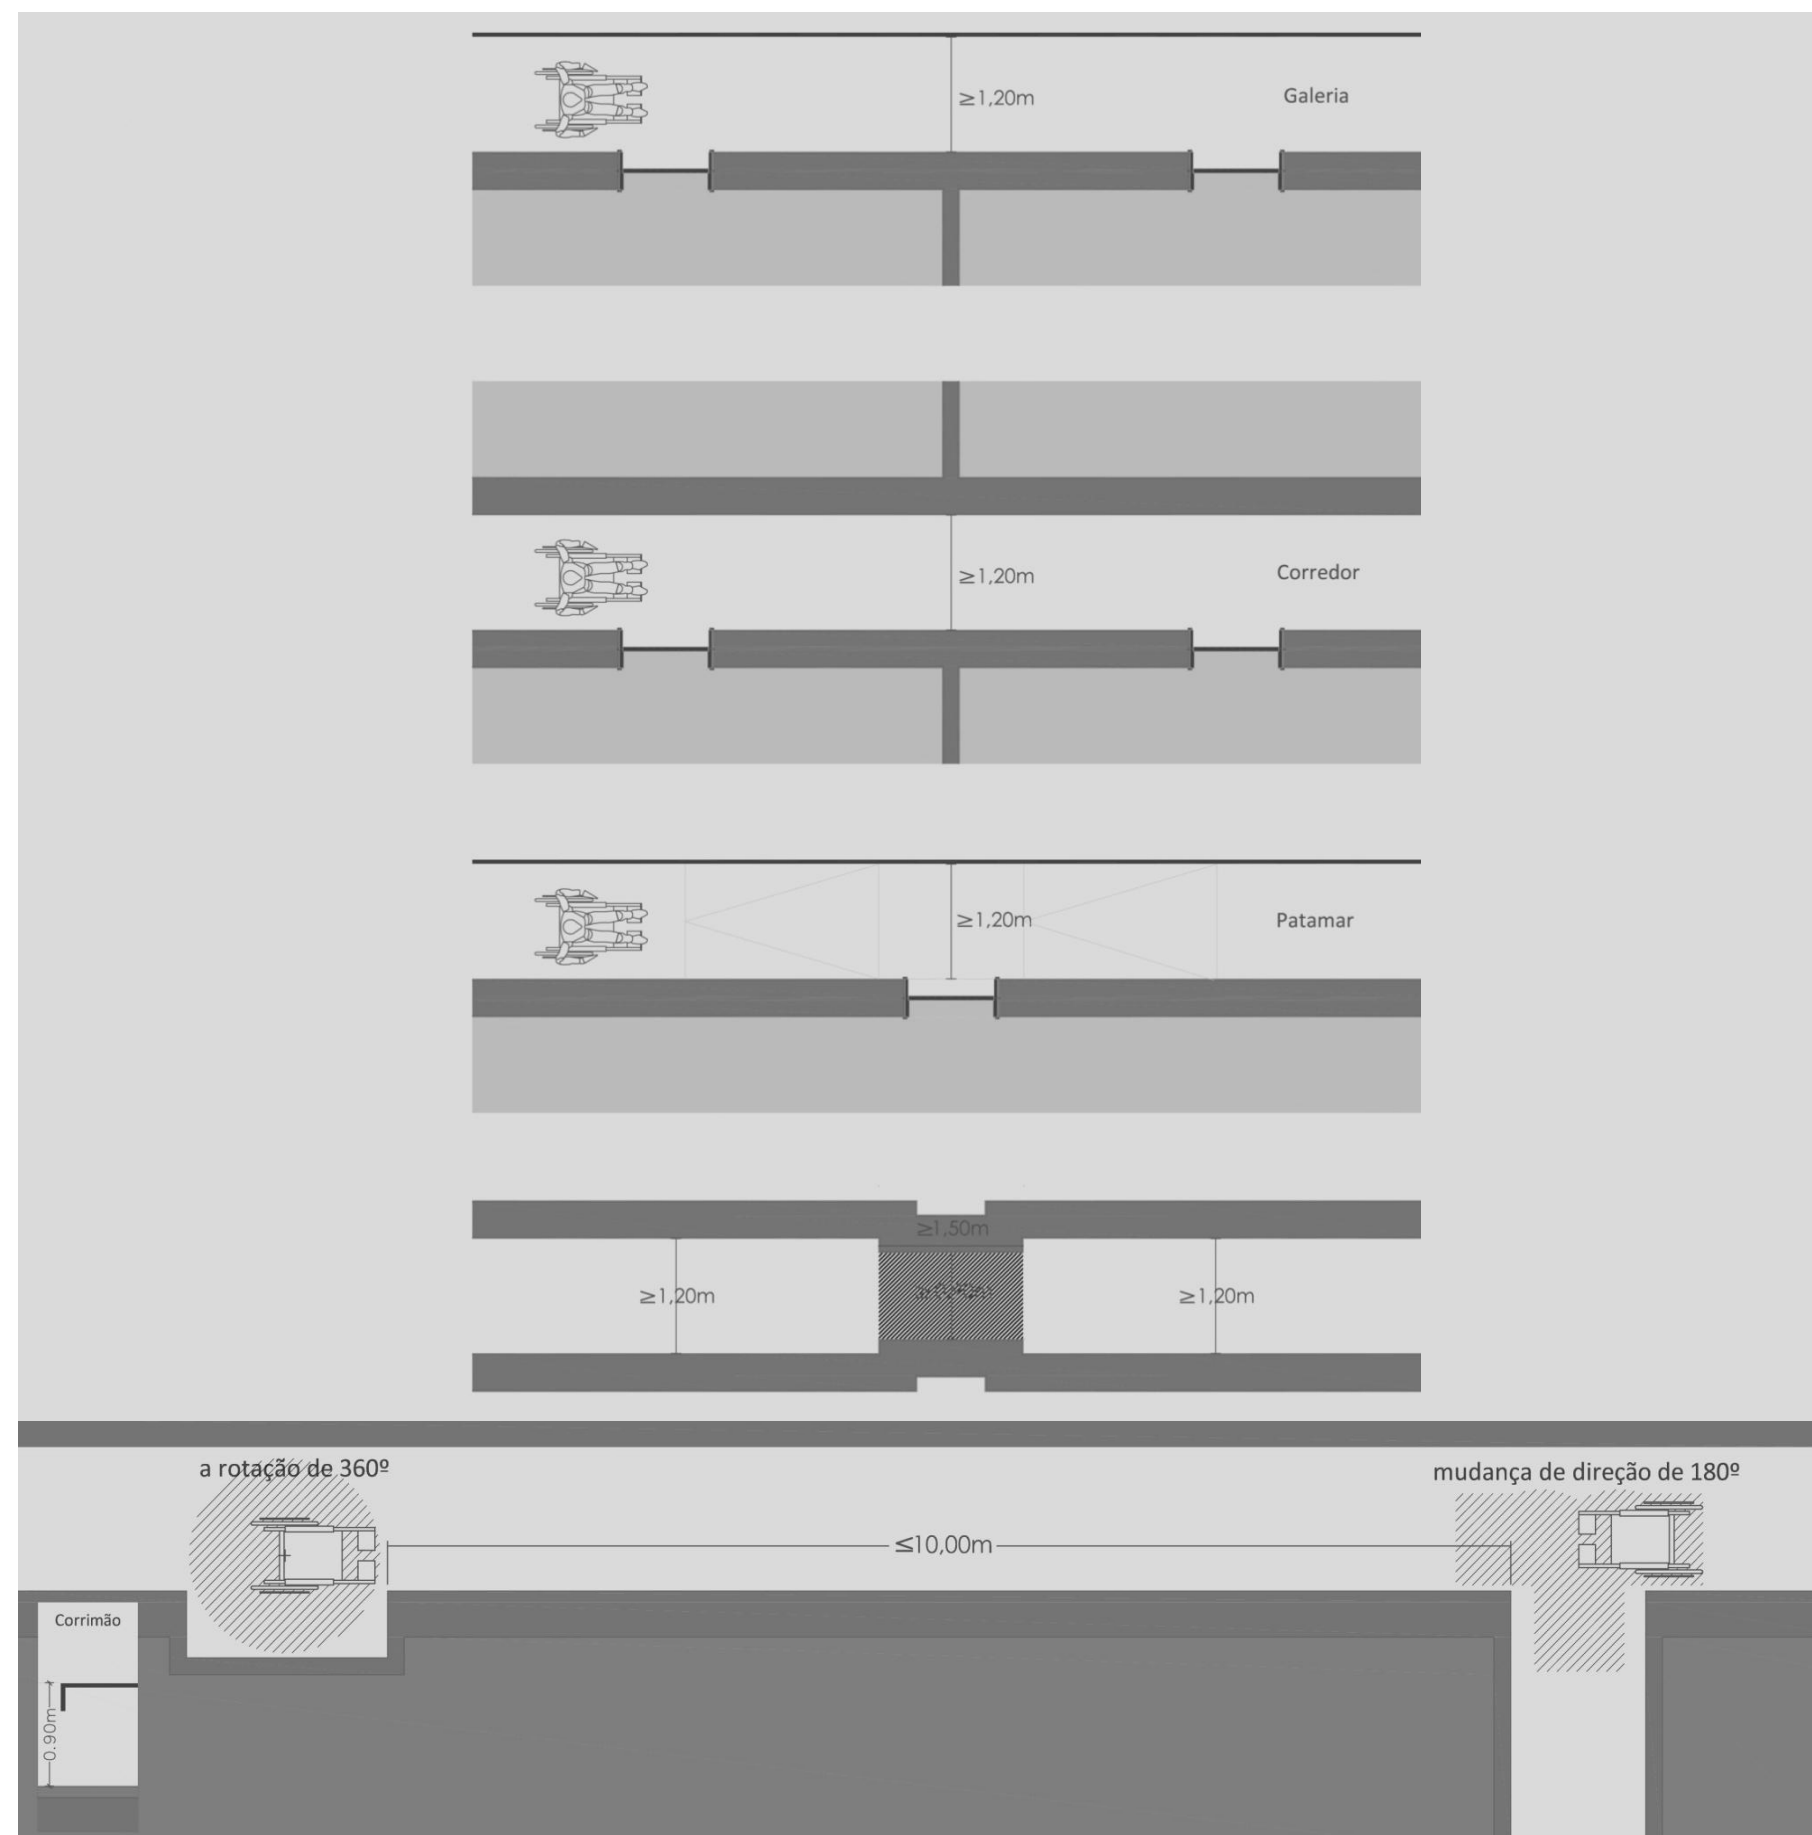 ≥1,20m
Galeria
≥1,20m
Corredor
≥1,20m
Patamar
≥1,50m
≥1,20m
≥1,20m
a rotação de 360º
mudança de direção de 180º
≤10,00m
Corrimão
0.90m